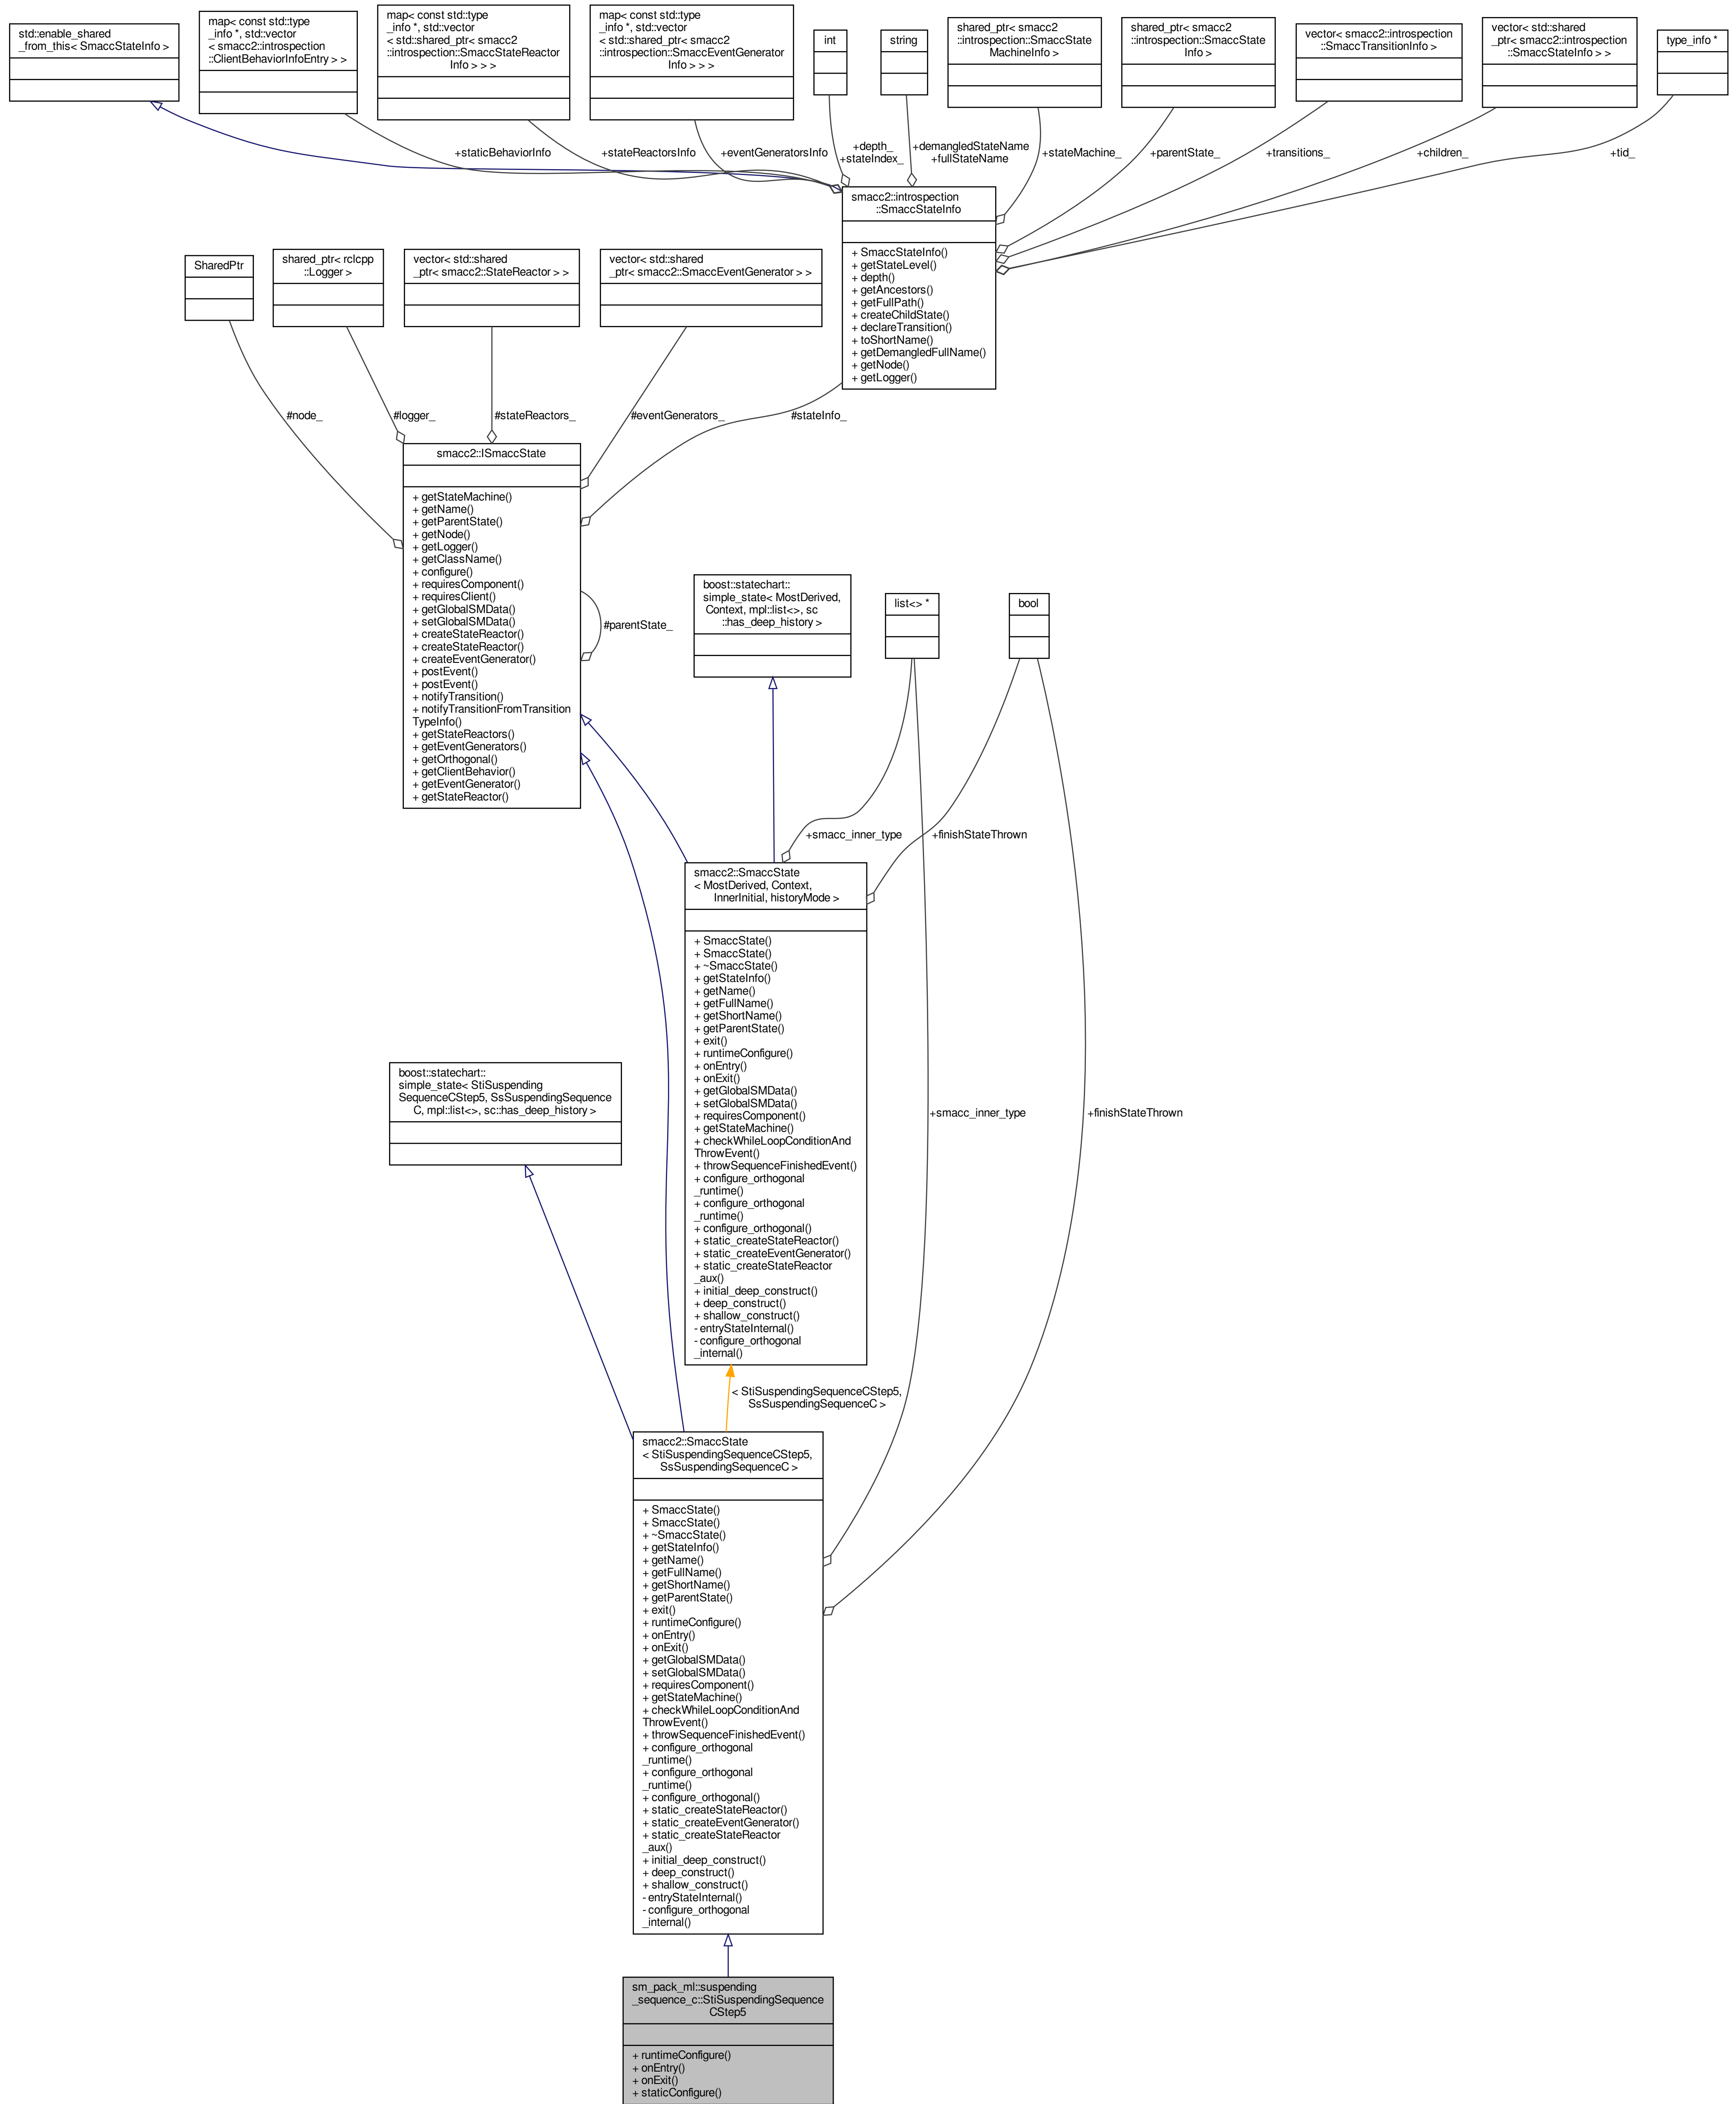 std::enable_shared
_from_this< SmaccStateInfo >
map< const std::type
_info *, std::vector
< smacc2::introspection
::ClientBehaviorInfoEntry > >
map< const std::type
_info *, std::vector
< std::shared_ptr< smacc2
::introspection::SmaccStateReactor
Info > > >
map< const std::type
_info *, std::vector
< std::shared_ptr< smacc2
::introspection::SmaccEventGenerator
Info > > >
int
string
shared_ptr< smacc2
::introspection::SmaccState
MachineInfo >
shared_ptr< smacc2
::introspection::SmaccState
Info >
vector< smacc2::introspection
::SmaccTransitionInfo >
vector< std::shared
_ptr< smacc2::introspection
::SmaccStateInfo > >
type_info *
+staticBehaviorInfo
+stateReactorsInfo
+eventGeneratorsInfo
+depth_
+stateIndex_
+demangledStateName
+fullStateName
+stateMachine_
+parentState_
+transitions_
+children_
+tid_
smacc2::introspection
::SmaccStateInfo
+ SmaccStateInfo()
+ getStateLevel()
+ depth()
+ getAncestors()
+ getFullPath()
+ createChildState()
+ declareTransition()
+ toShortName()
+ getDemangledFullName()
+ getNode()
+ getLogger()
SharedPtr
shared_ptr< rclcpp
::Logger >
vector< std::shared
_ptr< smacc2::StateReactor > >
vector< std::shared
_ptr< smacc2::SmaccEventGenerator > >
#node_
#logger_
#stateReactors_
#eventGenerators_
#stateInfo_
smacc2::ISmaccState
+ getStateMachine()
+ getName()
+ getParentState()
+ getNode()
+ getLogger()
+ getClassName()
+ configure()
+ requiresComponent()
+ requiresClient()
+ getGlobalSMData()
+ setGlobalSMData()
+ createStateReactor()
+ createStateReactor()
+ createEventGenerator()
+ postEvent()
+ postEvent()
+ notifyTransition()
+ notifyTransitionFromTransition
TypeInfo()
+ getStateReactors()
+ getEventGenerators()
+ getOrthogonal()
+ getClientBehavior()
+ getEventGenerator()
+ getStateReactor()
#parentState_
boost::statechart::
simple_state< MostDerived,
Context, mpl::list<>, sc
::has_deep_history >
list<> *
bool
+smacc_inner_type
+finishStateThrown
smacc2::SmaccState
< MostDerived, Context,
InnerInitial, historyMode >
+ SmaccState()
+ SmaccState()
+ ~SmaccState()
+ getStateInfo()
+ getName()
+ getFullName()
+ getShortName()
+ getParentState()
+ exit()
+ runtimeConfigure()
+ onEntry()
+ onExit()
+ getGlobalSMData()
+ setGlobalSMData()
+ requiresComponent()
+ getStateMachine()
+ checkWhileLoopConditionAnd
ThrowEvent()
+ throwSequenceFinishedEvent()
+ configure_orthogonal
_runtime()
+ configure_orthogonal
_runtime()
+ configure_orthogonal()
+ static_createStateReactor()
+ static_createEventGenerator()
+ static_createStateReactor
_aux()
+ initial_deep_construct()
+ deep_construct()
+ shallow_construct()
- entryStateInternal()
- configure_orthogonal
_internal()
boost::statechart::
simple_state< StiSuspending
SequenceCStep5, SsSuspendingSequence
C, mpl::list<>, sc::has_deep_history >
+smacc_inner_type
+finishStateThrown
< StiSuspendingSequenceCStep5,
SsSuspendingSequenceC >
smacc2::SmaccState
< StiSuspendingSequenceCStep5,
SsSuspendingSequenceC >
+ SmaccState()
+ SmaccState()
+ ~SmaccState()
+ getStateInfo()
+ getName()
+ getFullName()
+ getShortName()
+ getParentState()
+ exit()
+ runtimeConfigure()
+ onEntry()
+ onExit()
+ getGlobalSMData()
+ setGlobalSMData()
+ requiresComponent()
+ getStateMachine()
+ checkWhileLoopConditionAnd
ThrowEvent()
+ throwSequenceFinishedEvent()
+ configure_orthogonal
_runtime()
+ configure_orthogonal
_runtime()
+ configure_orthogonal()
+ static_createStateReactor()
+ static_createEventGenerator()
+ static_createStateReactor
_aux()
+ initial_deep_construct()
+ deep_construct()
+ shallow_construct()
- entryStateInternal()
- configure_orthogonal
_internal()
sm_pack_ml::suspending
_sequence_c::StiSuspendingSequence
CStep5
+ runtimeConfigure()
+ onEntry()
+ onExit()
+ staticConfigure()